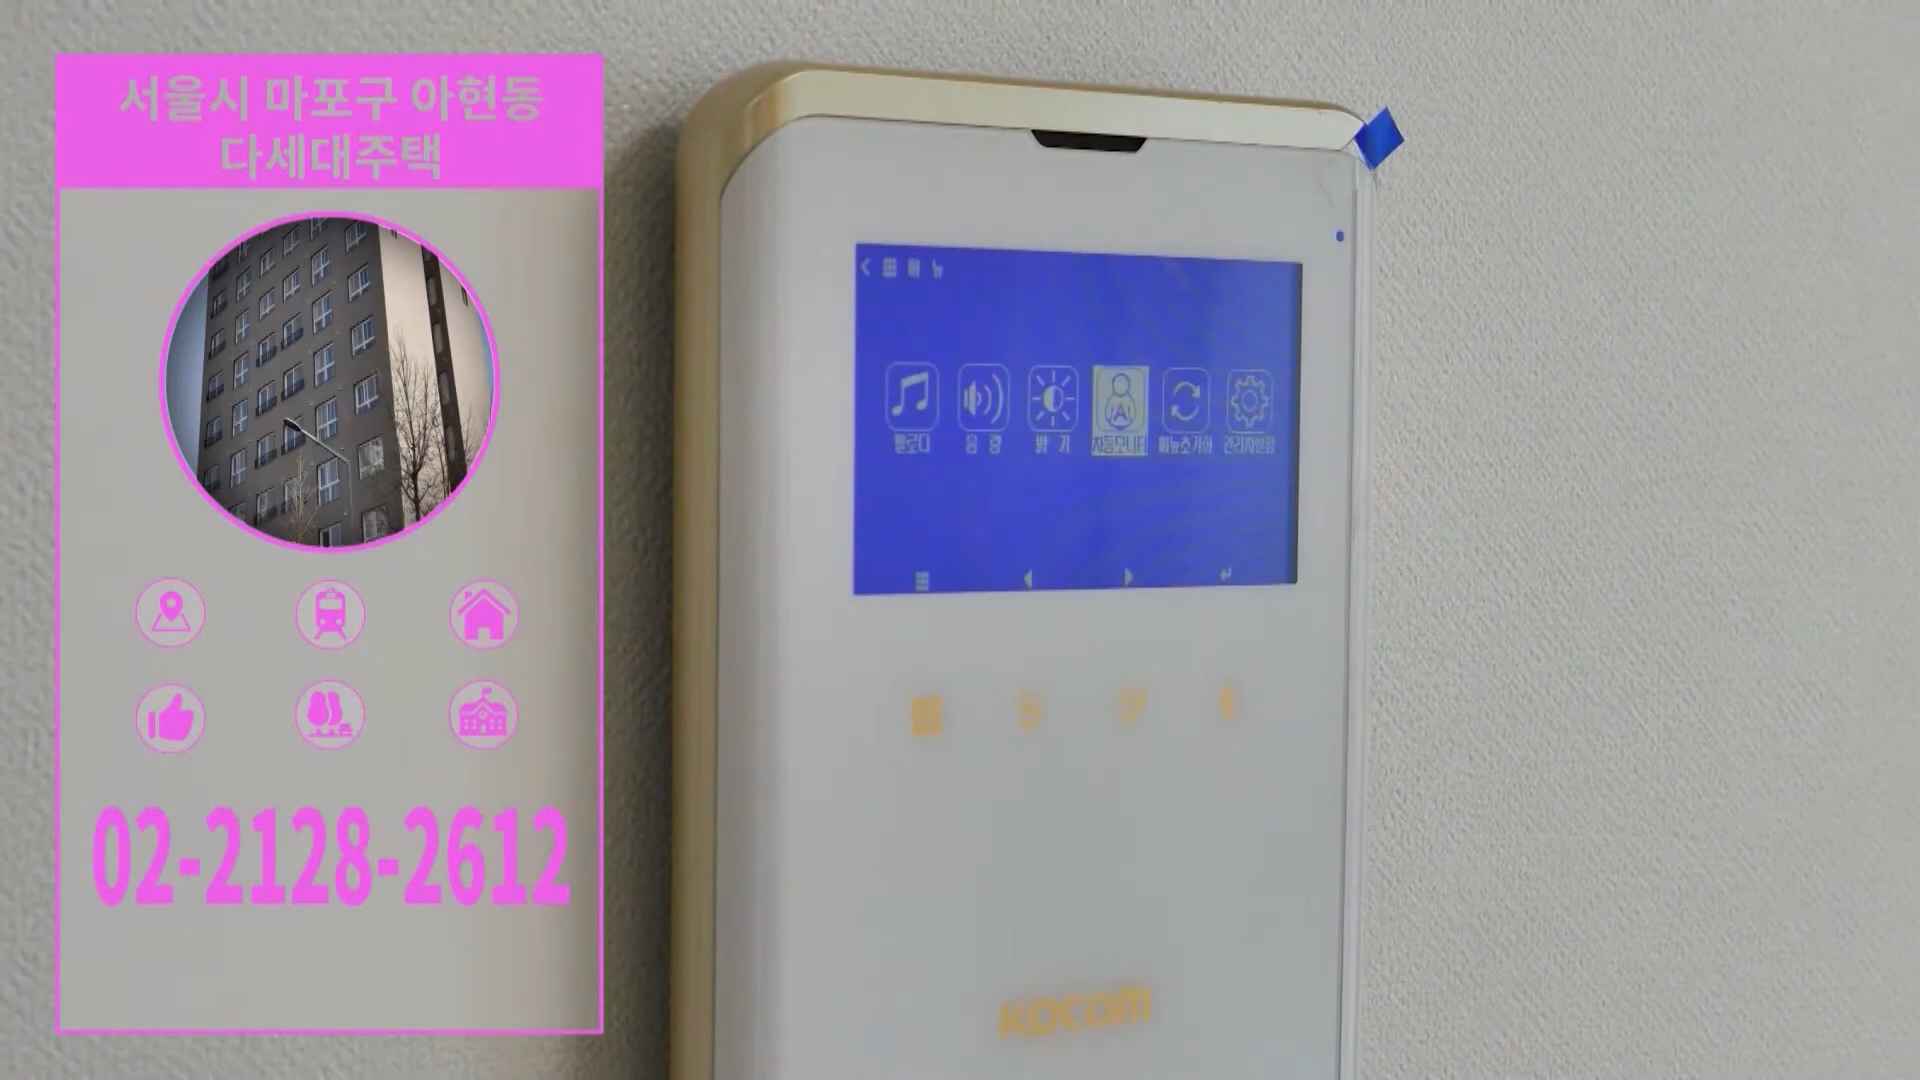 서울시 마포구 아현동
다세대주택
02-2128-2612
메뉴
멜로디 음량 밝기 자동모니터 메뉴초기화 관리자설정
KOCOM